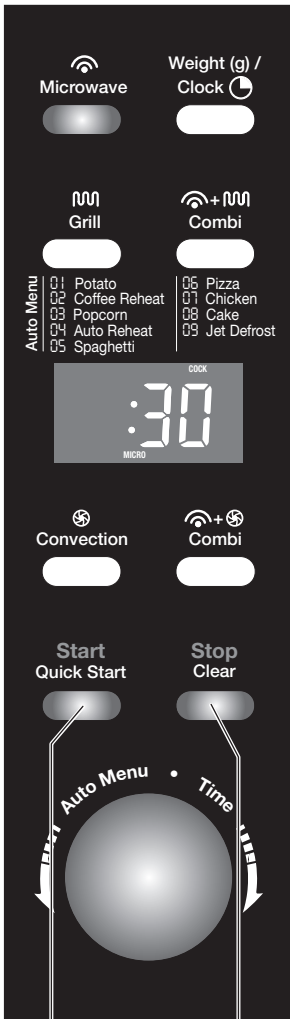 Microwave
Weight (g) /
Clock
Grill
+
Combi
Auto Menu
01 Potato
02 Coffee Reheat
03 Popcorn
04 Auto Reheat
05 Spaghetti
06 Pizza
07 Chicken
08 Cake
09 Jet Defrost
COCK
:30
MICRO
Convection
+
Combi
Start
Quick Start
Stop
Clear
Auto Menu • Time